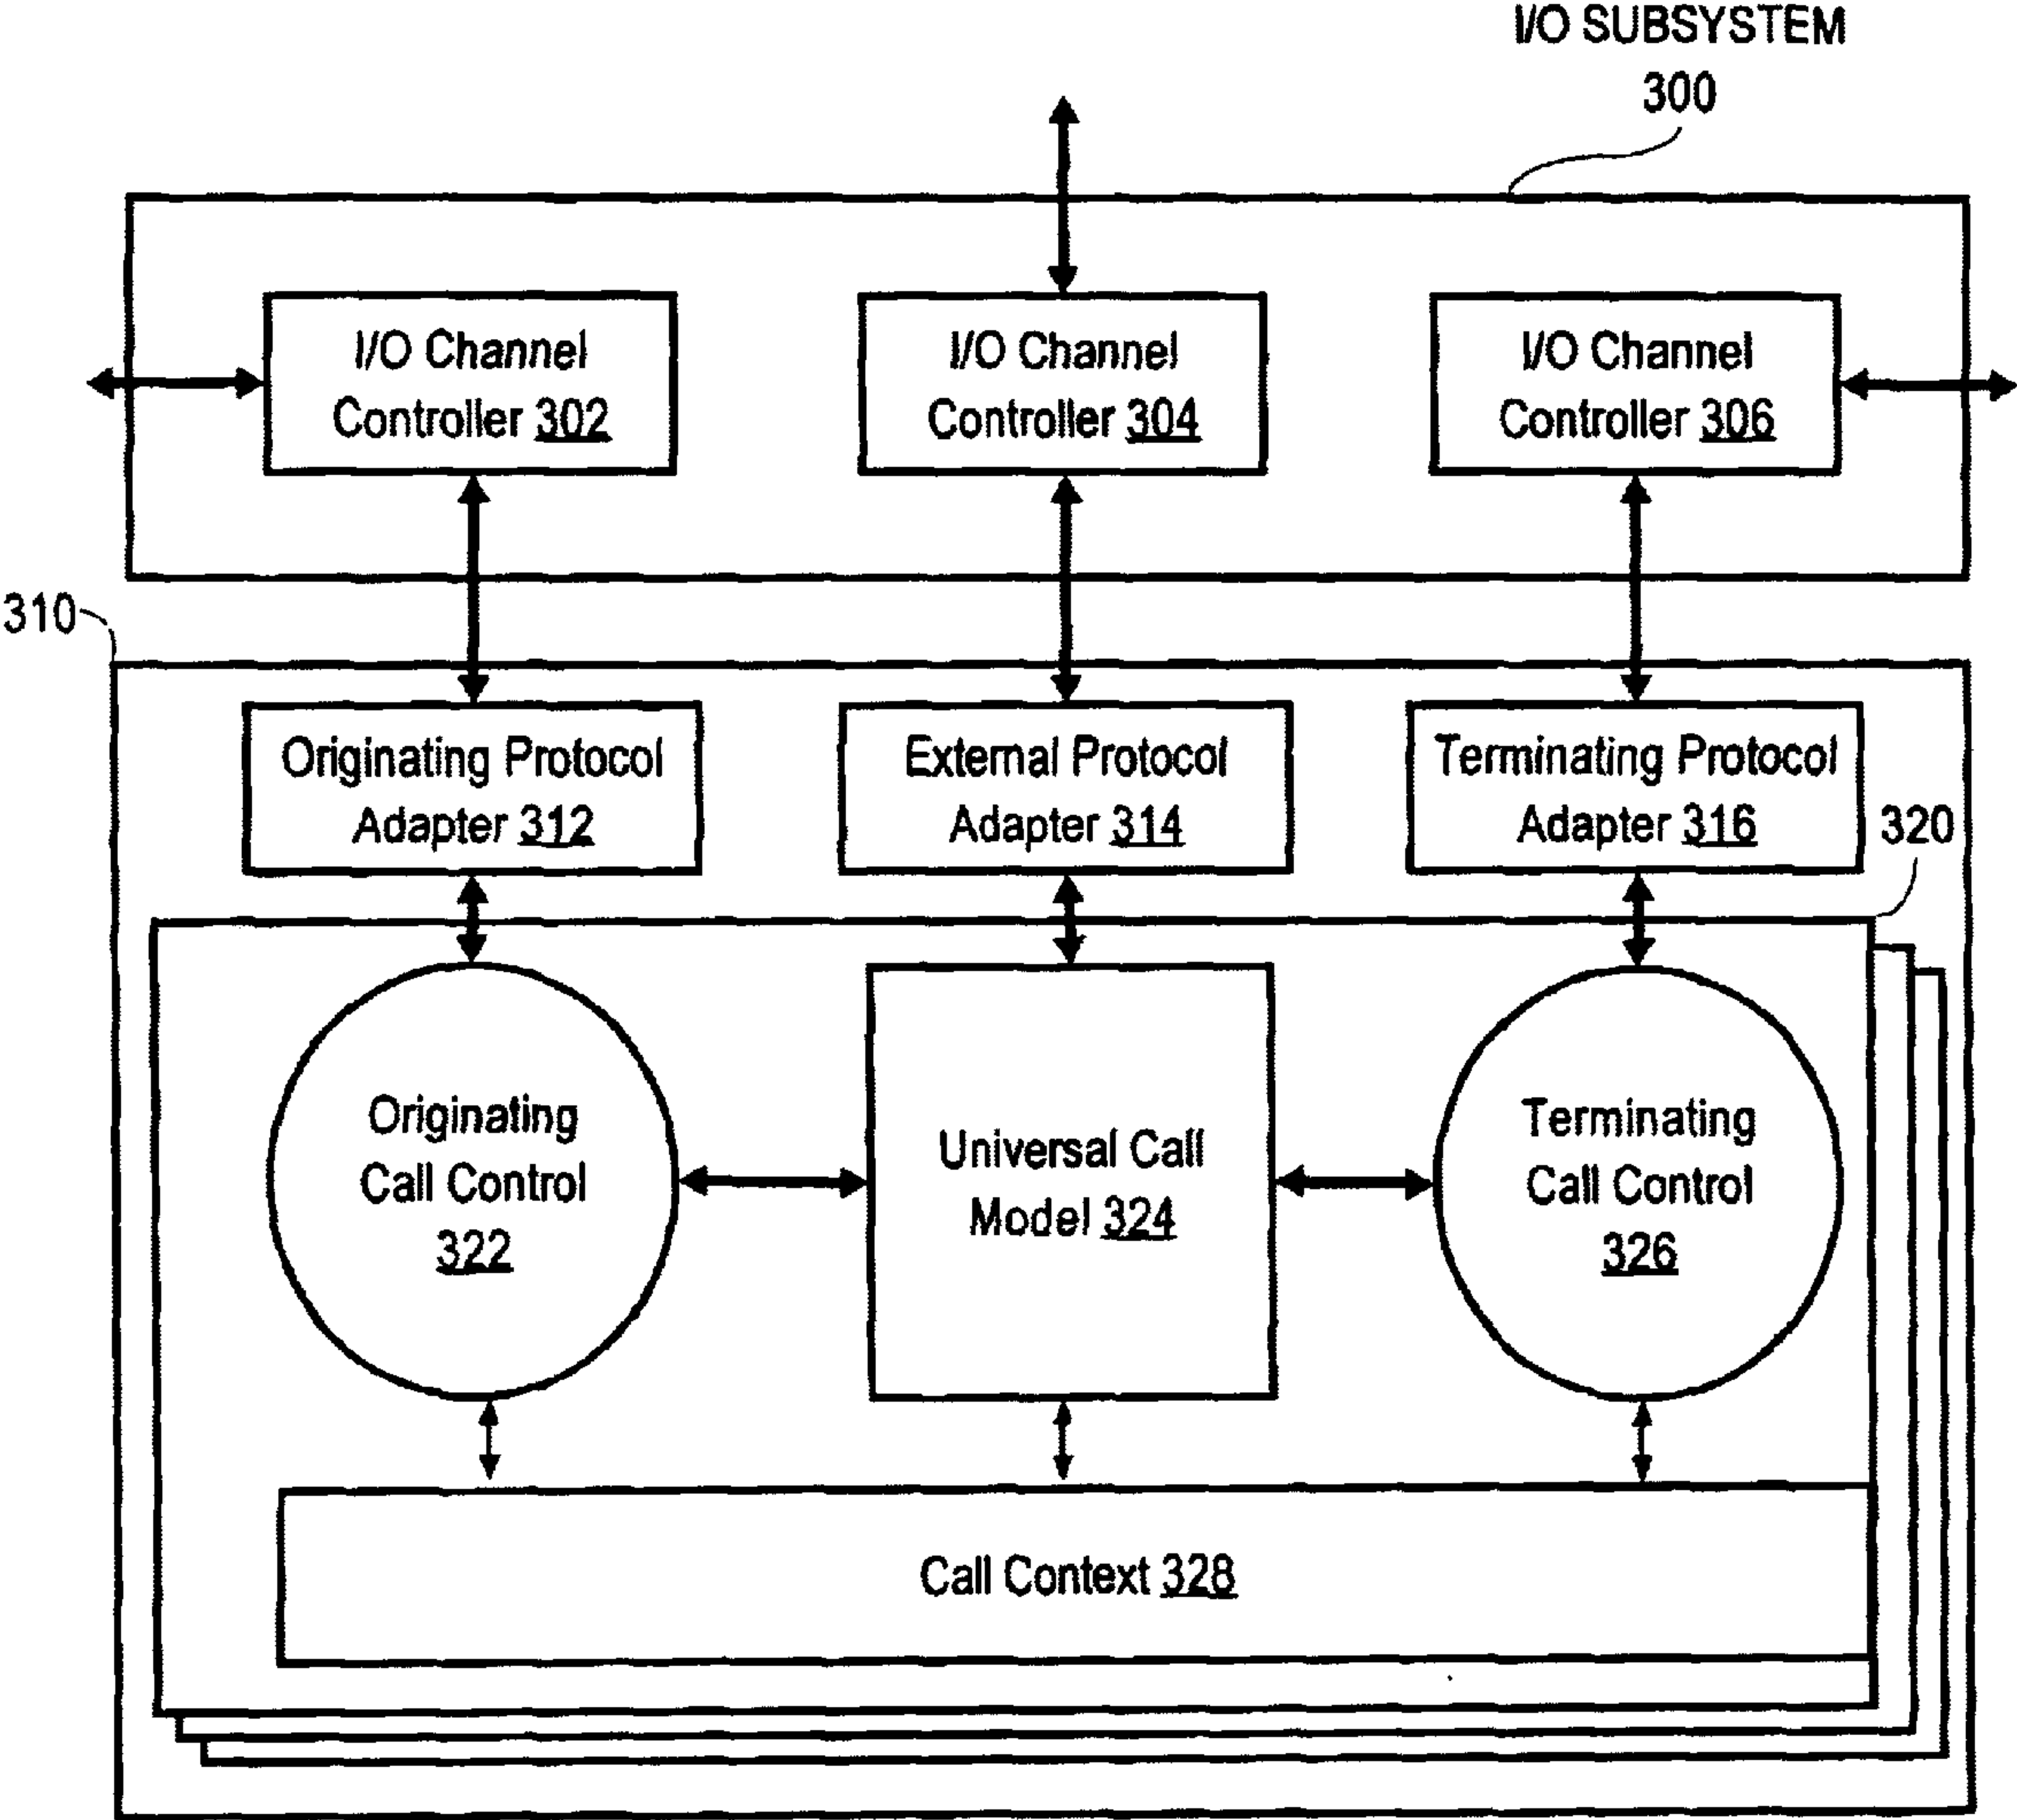 I/O SUBSYSTEM
300
I/O Channel
Controller 302
I/O Channel
Controller 304
I/O Channel
Controller 306
310
Originating Protocol
Adapter 312
External Protocol
Adapter 314
Terminating Protocol
Adapter 316
320
Originating
Call Control
322
Universal Call
Model 324
Terminating
Call Control
326
Call Context 328